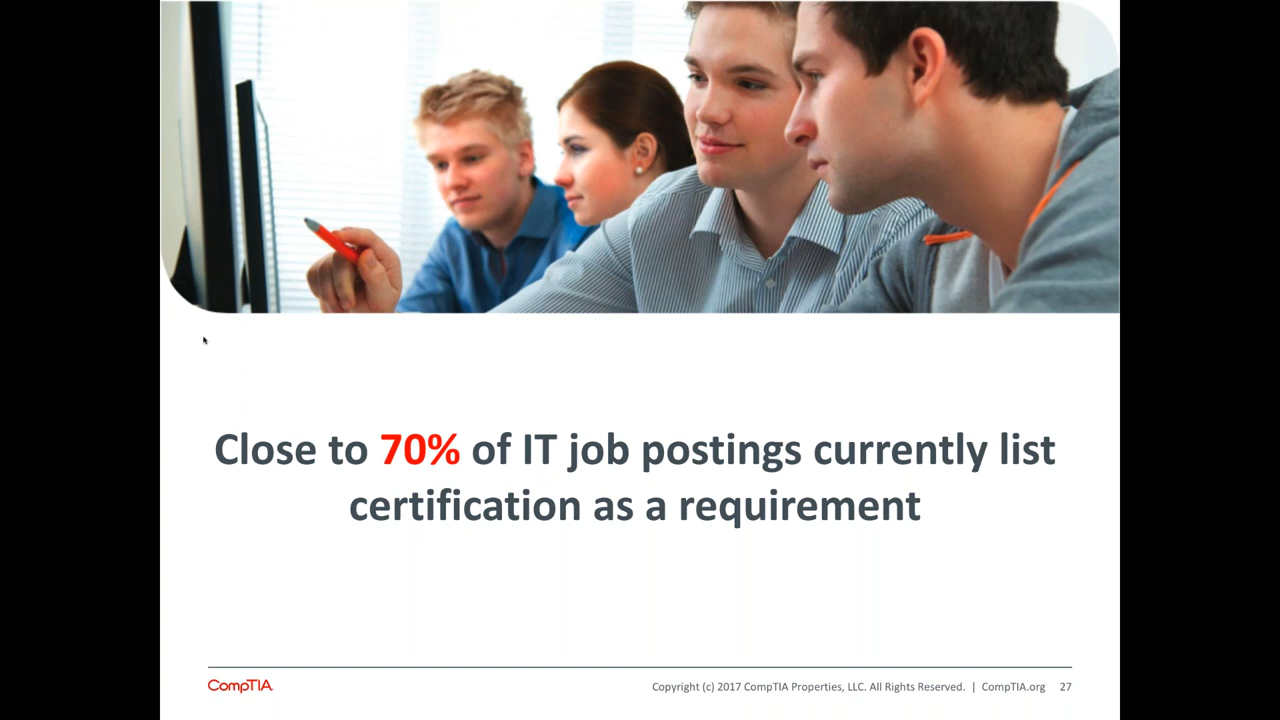 Close to 70% of IT job postings currently list
certification as a requirement
CompTIA
Copyright (c) 2017 CompTIA Properties, LLC. All Rights Reserved. | CompTIA.org 27